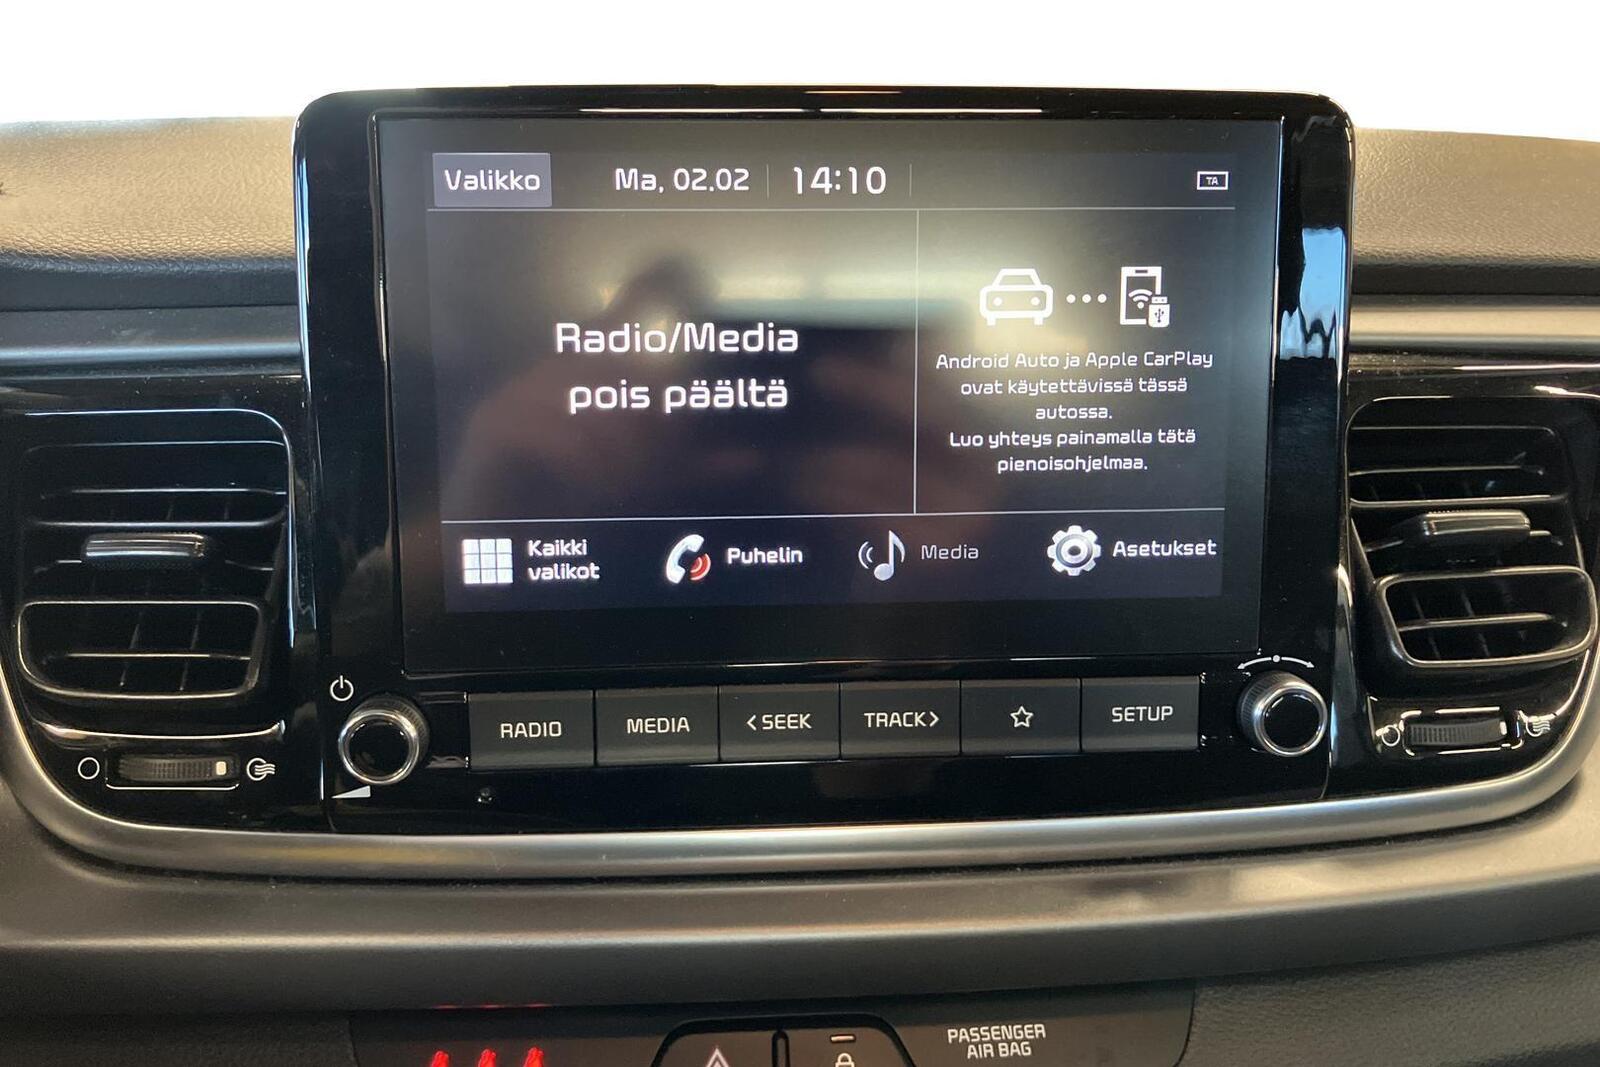 Valikko
Ma, 02.02
14:10
TA
Radio/Media
pois päältä
Android Auto ja Apple CarPlay
ovat käytettävissä tässä
autossa.
Luo yhteys painamalla tätä
pienoisohjelmaa.
Kaikki
valikot
Puhelin
Media
Asetukset
RADIO
MEDIA
<SEEK
TRACK>
SETUP
PASSENGER
AIR BAG